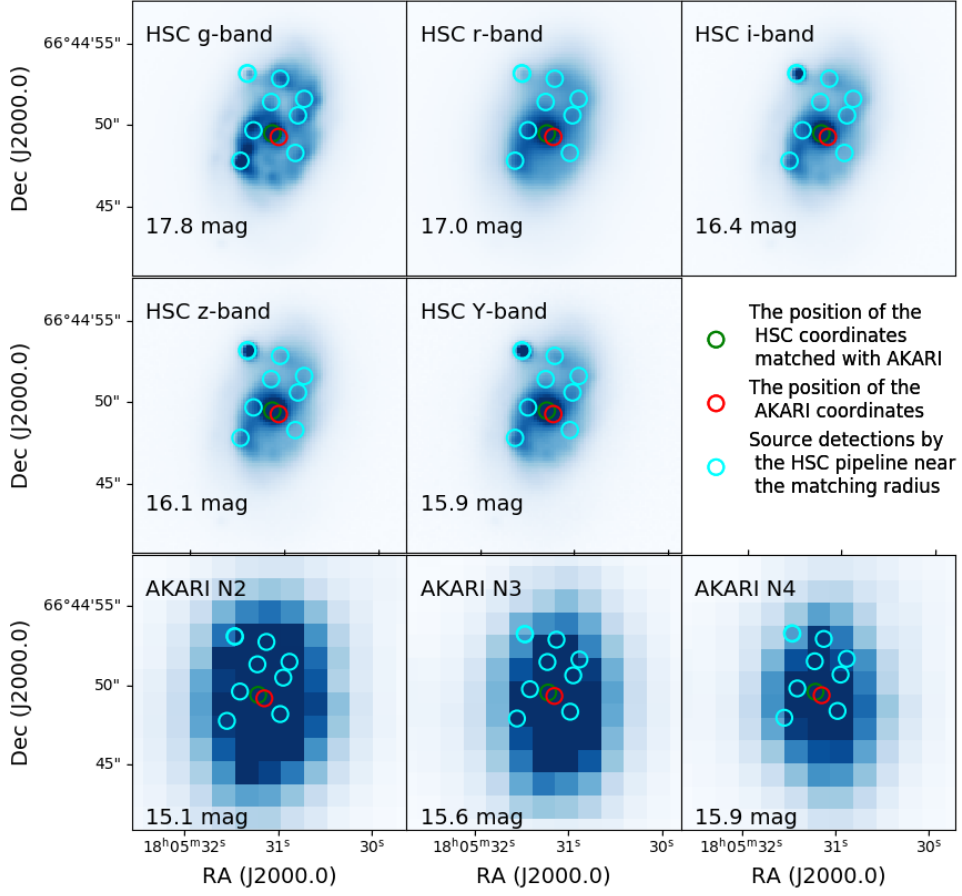 HSC g-band
HSC r-band
HSC i-band
66°44'55"
50"
45"
Dec (J2000.0)
17.8 mag
17.0 mag
16.4 mag
HSC z-band
HSC Y-band
66°44'55"
50"
45"
Dec (J2000.0)
16.1 mag
15.9 mag
The position of the
HSC coordinates
matched with AKARI
The position of the
AKARI coordinates
Source detections by
the HSC pipeline near
the matching radius
AKARI N2
AKARI N3
AKARI N4
66°44'55"
50"
45"
Dec (J2000.0)
15.1 mag
15.6 mag
15.9 mag
18ʰ05ᵐ32ˢ 31ˢ 30ˢ
18ʰ05ᵐ32ˢ 31ˢ 30ˢ
18ʰ05ᵐ32ˢ 31ˢ 30ˢ
RA (J2000.0)
RA (J2000.0)
RA (J2000.0)